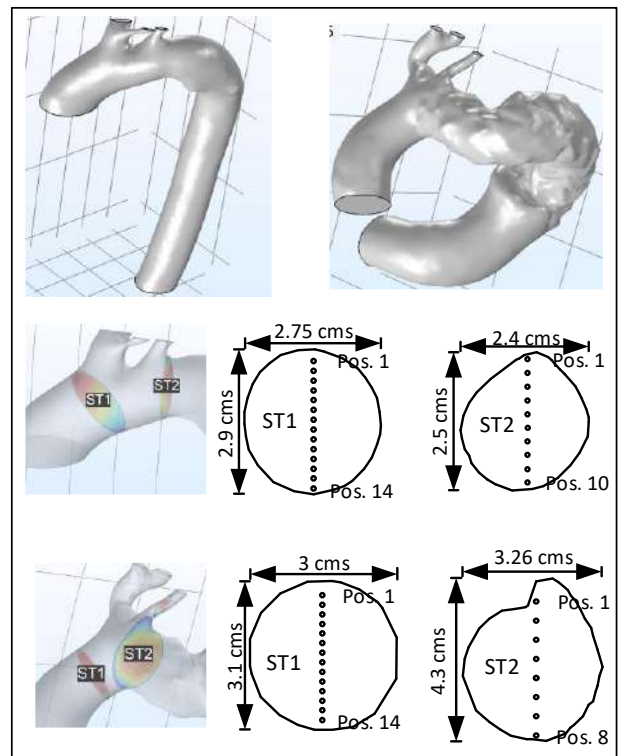 ST1
ST2
2.75 cms
2.9 cms
ST1
Pos. 1
Pos. 14
2.4 cms
2.5 cms
ST2
Pos. 1
Pos. 10
ST1
ST2
3 cms
3.1 cms
ST1
Pos. 1
Pos. 14
3.26 cms
4.3 cms
ST2
Pos. 1
Pos. 8